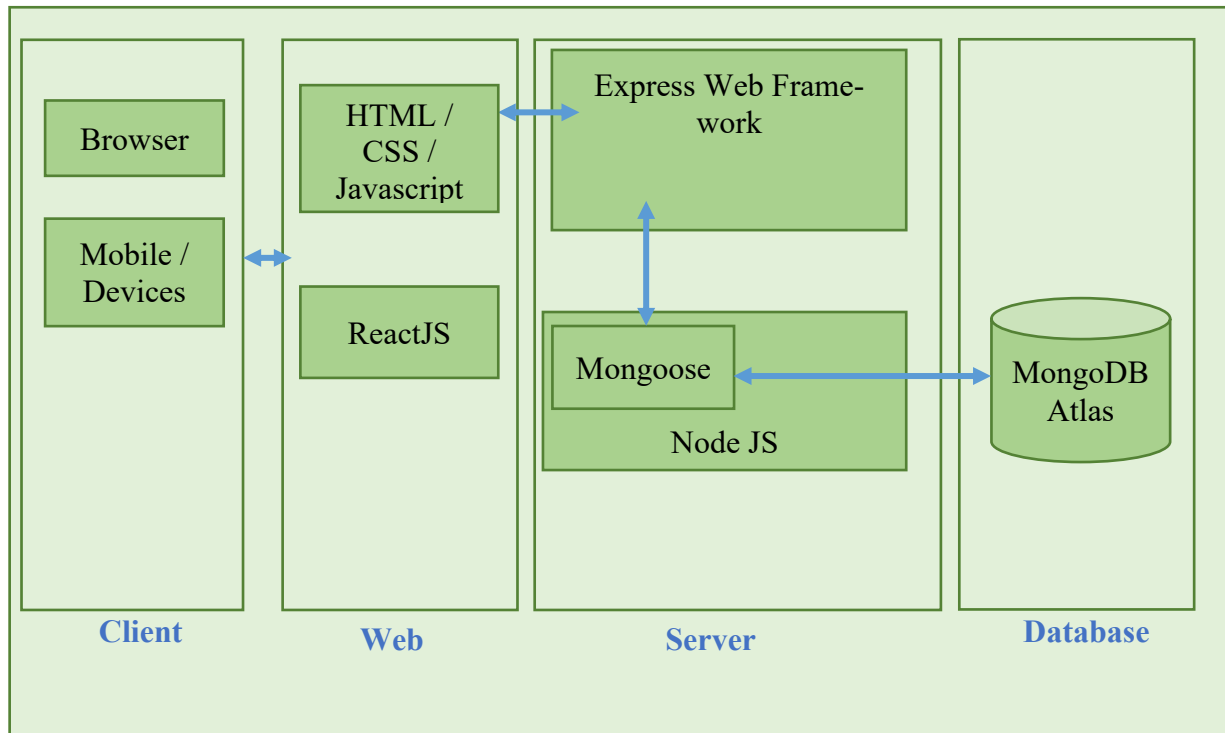 Browser
Mobile /
Devices
Client
HTML /
CSS /
Javascript
ReactJS
Web
Express Web Frame-
work
Mongoose
Node JS
Server
MongoDB
Atlas
Database